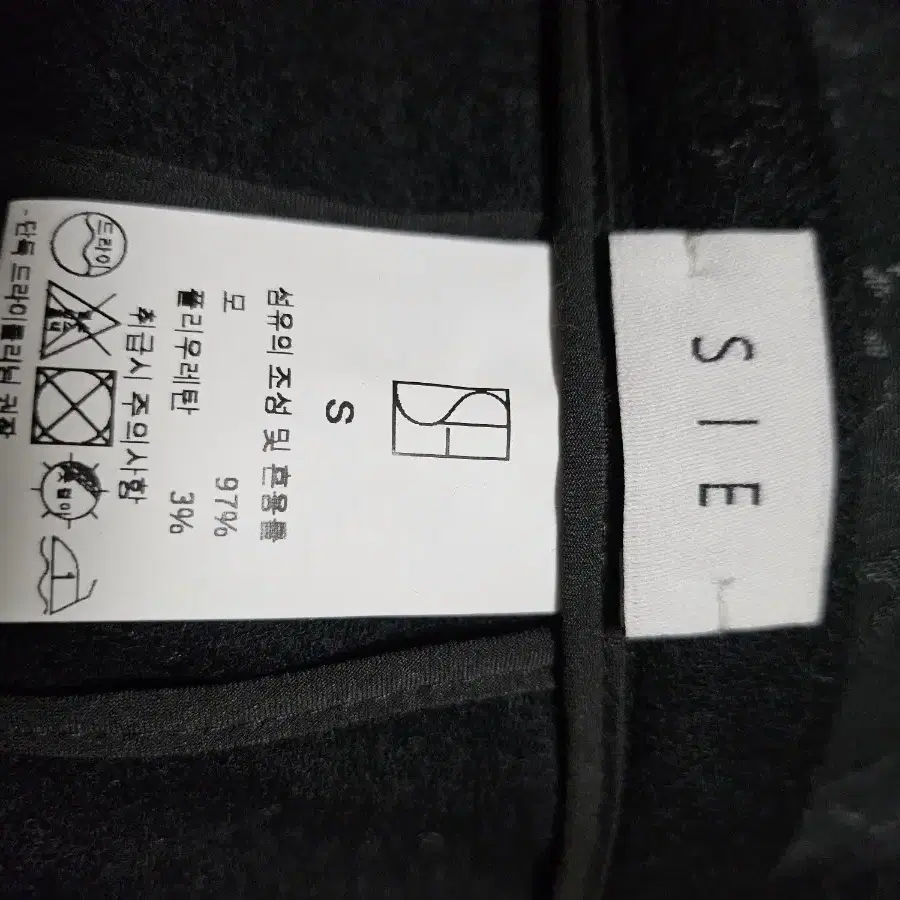 SIE
S
섬유의 조성 및 혼용률
모 97%
폴리우레탄 3%
취급시 주의사항
드라이
- 단독 드라이클리닝 권장